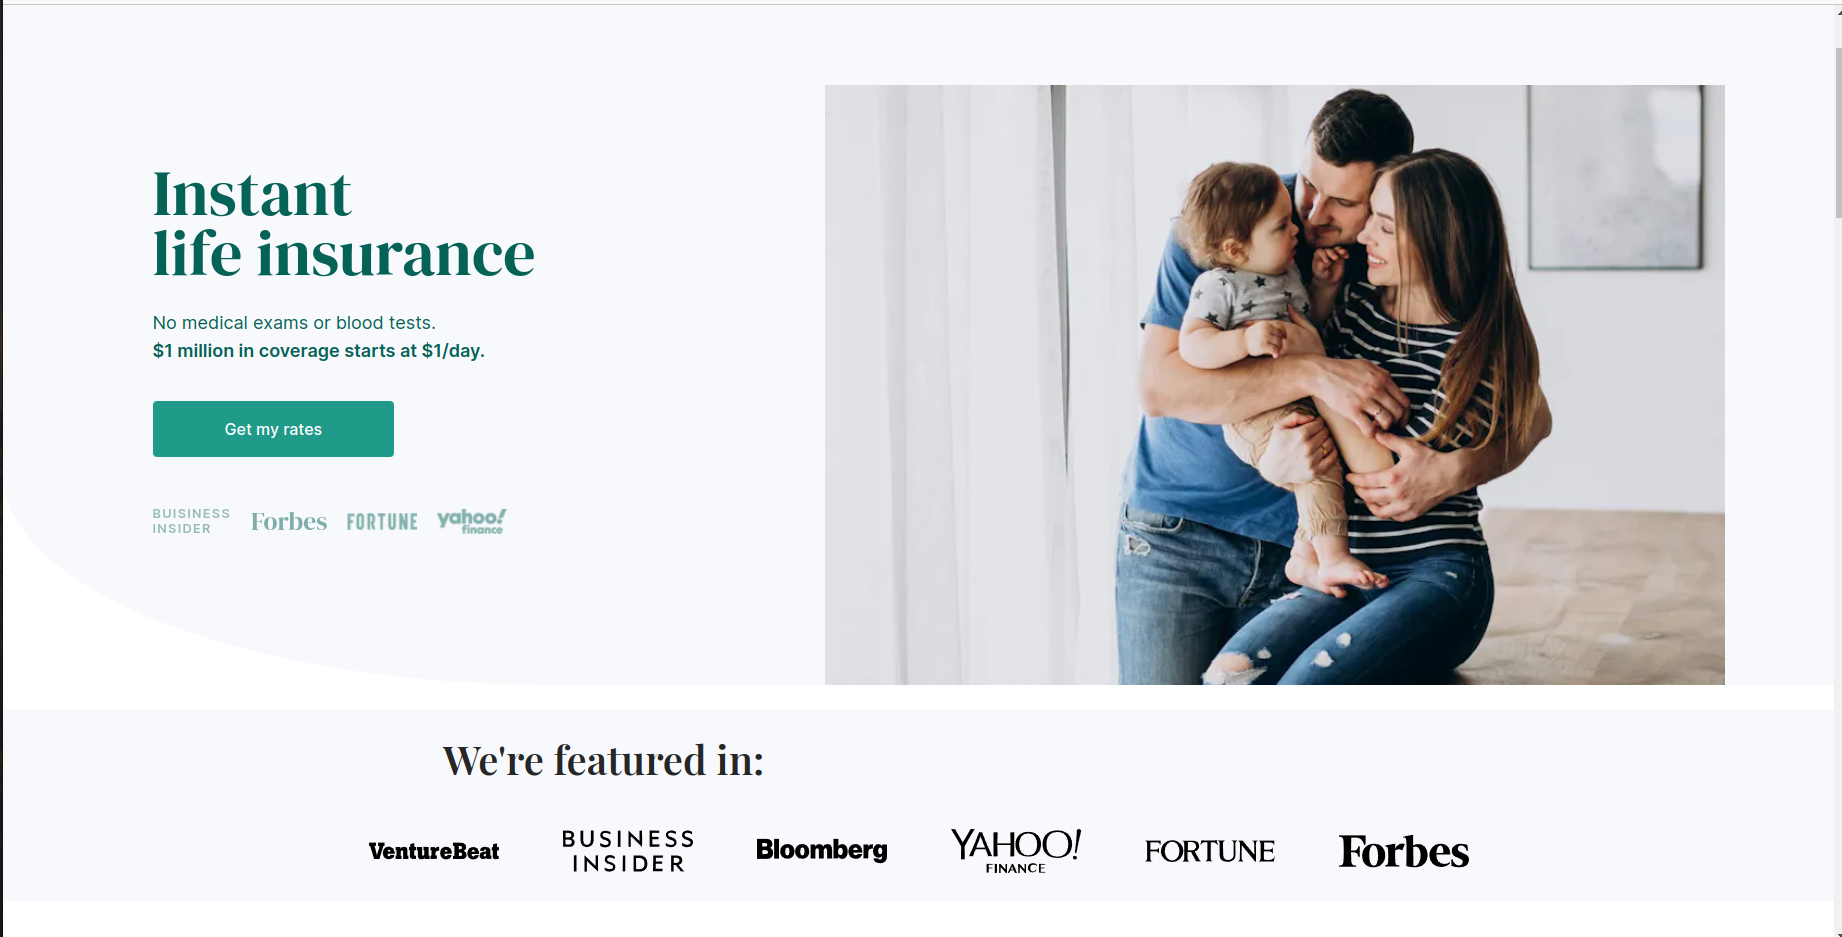 Instant
life insurance
No medical exams or blood tests.
$1 million in coverage starts at $1/day.
Get my rates
BUISINESS
INSIDER
Forbes
FORTUNE
yahoo!
finance
We're featured in:
VentureBeat
BUSINESS
INSIDER
Bloomberg
YAHOO!
FINANCE
FORTUNE
Forbes